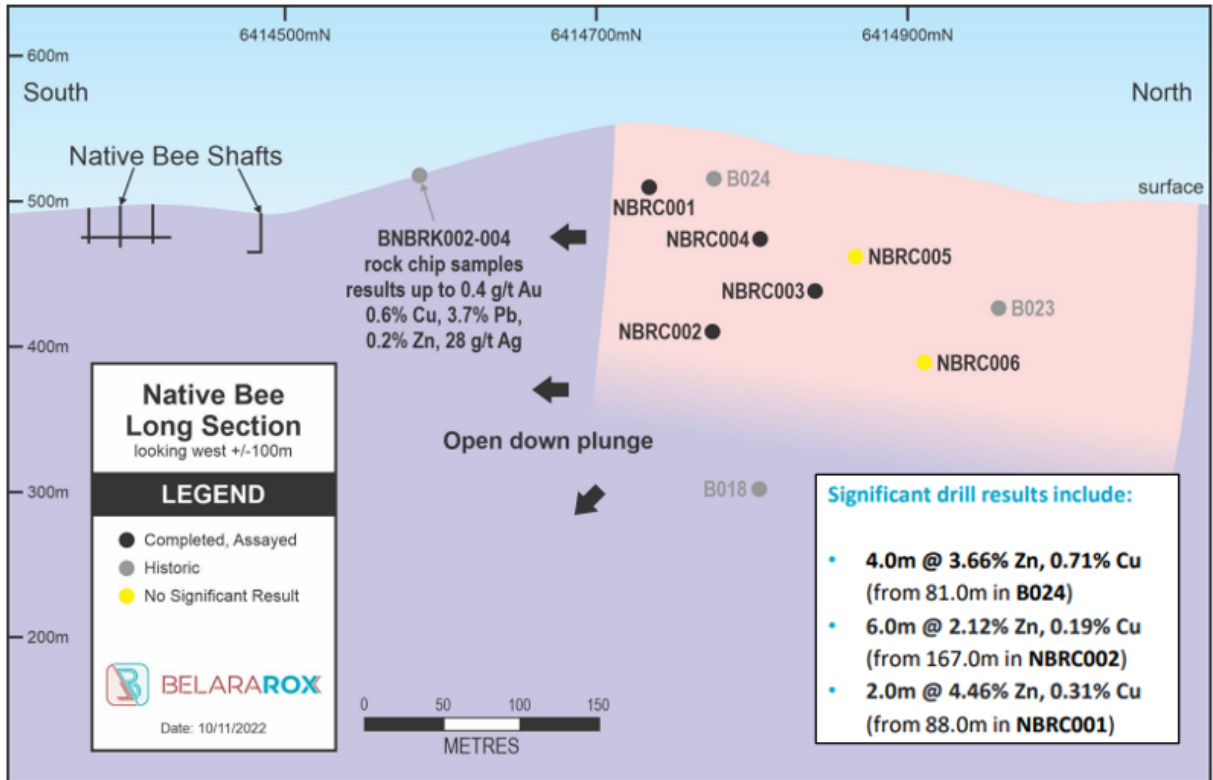 6414500mN 6414700mN 6414900mN
600m
South North
Native Bee Shafts
500m
surface
B024
NBRC001
BNBRK002-004
rock chip samples
results up to 0.4 g/t Au
0.6% Cu, 3.7% Pb,
0.2% Zn, 28 g/t Ag
NBRC004
NBRC005
NBRC003
B023
NBRC002
400m
NBRC006
Open down plunge
300m
B018
200m
Native Bee
Long Section
looking west +/-100m
LEGEND
Completed, Assayed
Historic
No Significant Result
BELARAROX
Date: 10/11/2022
0 50 100 150
METRES
Significant drill results include:
• 4.0m @ 3.66% Zn, 0.71% Cu
(from 81.0m in B024)
• 6.0m @ 2.12% Zn, 0.19% Cu
(from 167.0m in NBRC002)
• 2.0m @ 4.46% Zn, 0.31% Cu
(from 88.0m in NBRC001)